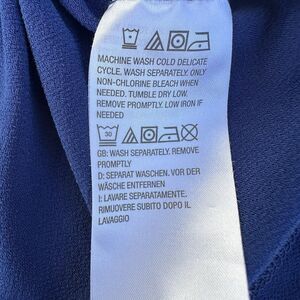 MACHINE WASH COLD DELICATE
CYCLE. WASH SEPARATELY. ONLY
NON-CHLORINE BLEACH WHEN
NEEDED. TUMBLE DRY LOW.
REMOVE PROMPTLY. LOW IRON IF
NEEDED
30
GB: WASH SEPARATELY. REMOVE
PROMPTLY
D: SEPARAT WASCHEN. VOR DER
WÄSCHE ENTFERNEN
I: LAVARE SEPARATAMENTE.
RIMUOVERE SUBITO DOPO IL
LAVAGGIO